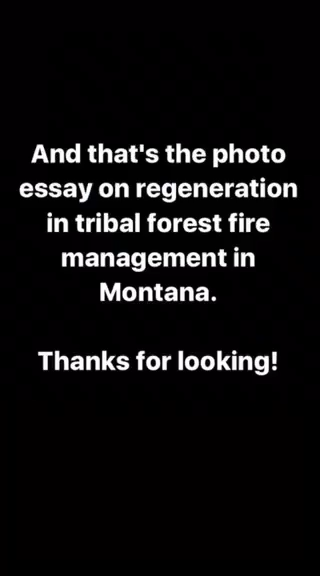 And that's the photo
essay on regeneration
in tribal forest fire
management in
Montana.
Thanks for looking!